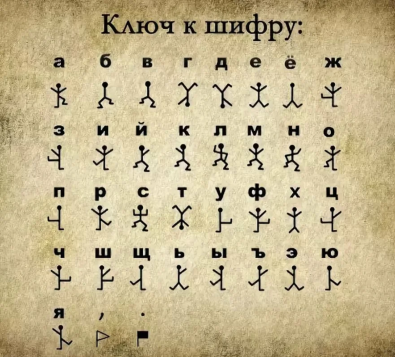 Ключ к шифру:
а б в г д е ё ж
з и й к л м н о
п р с т у ф х ц
ч ш щ ь ы ъ э ю
я , .